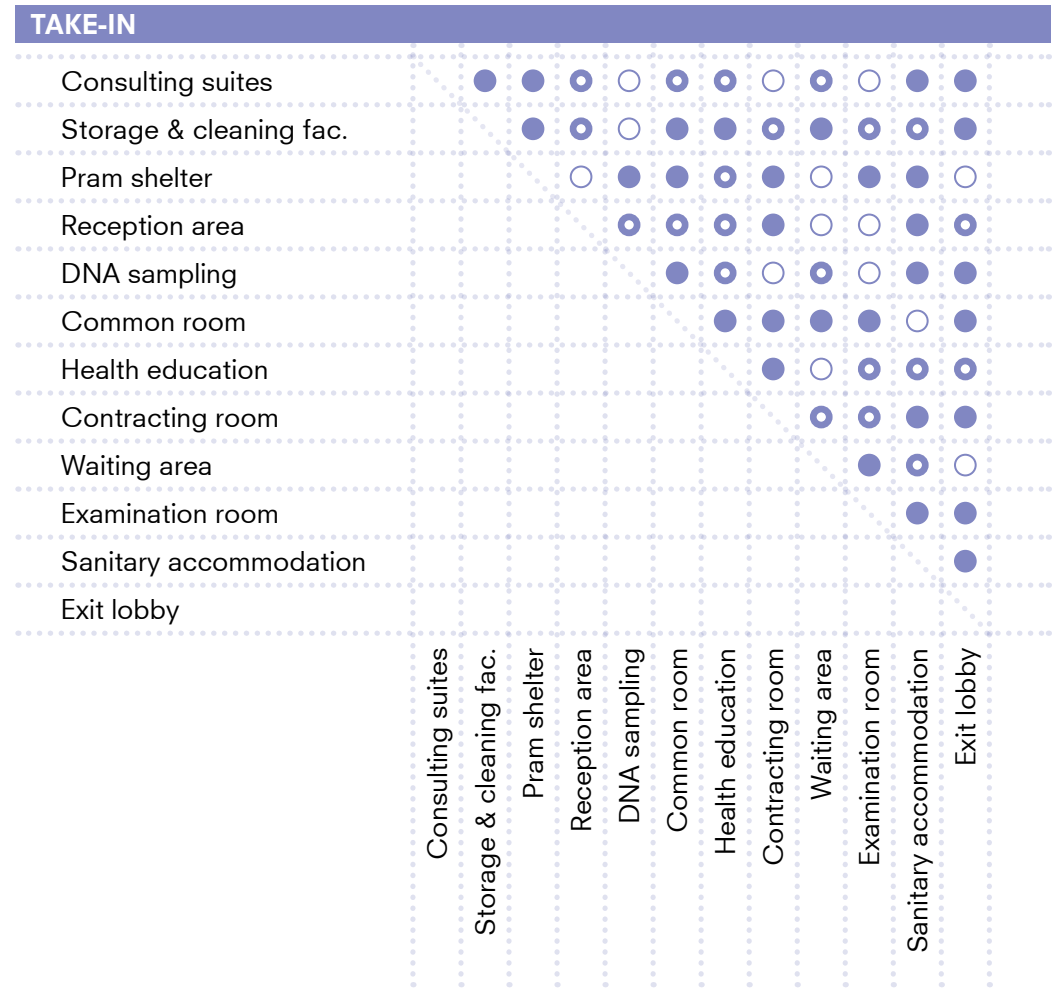 TAKE-IN
Consulting suites
Storage & cleaning fac.
Pram shelter
Reception area
DNA sampling
Common room
Health education
Contracting room
Waiting area
Examination room
Sanitary accommodation
Exit lobby
Consulting suites
Storage & cleaning fac.
Pram shelter
Reception area
DNA sampling
Common room
Health education
Contracting room
Waiting area
Examination room
Sanitary accommodation
Exit lobby